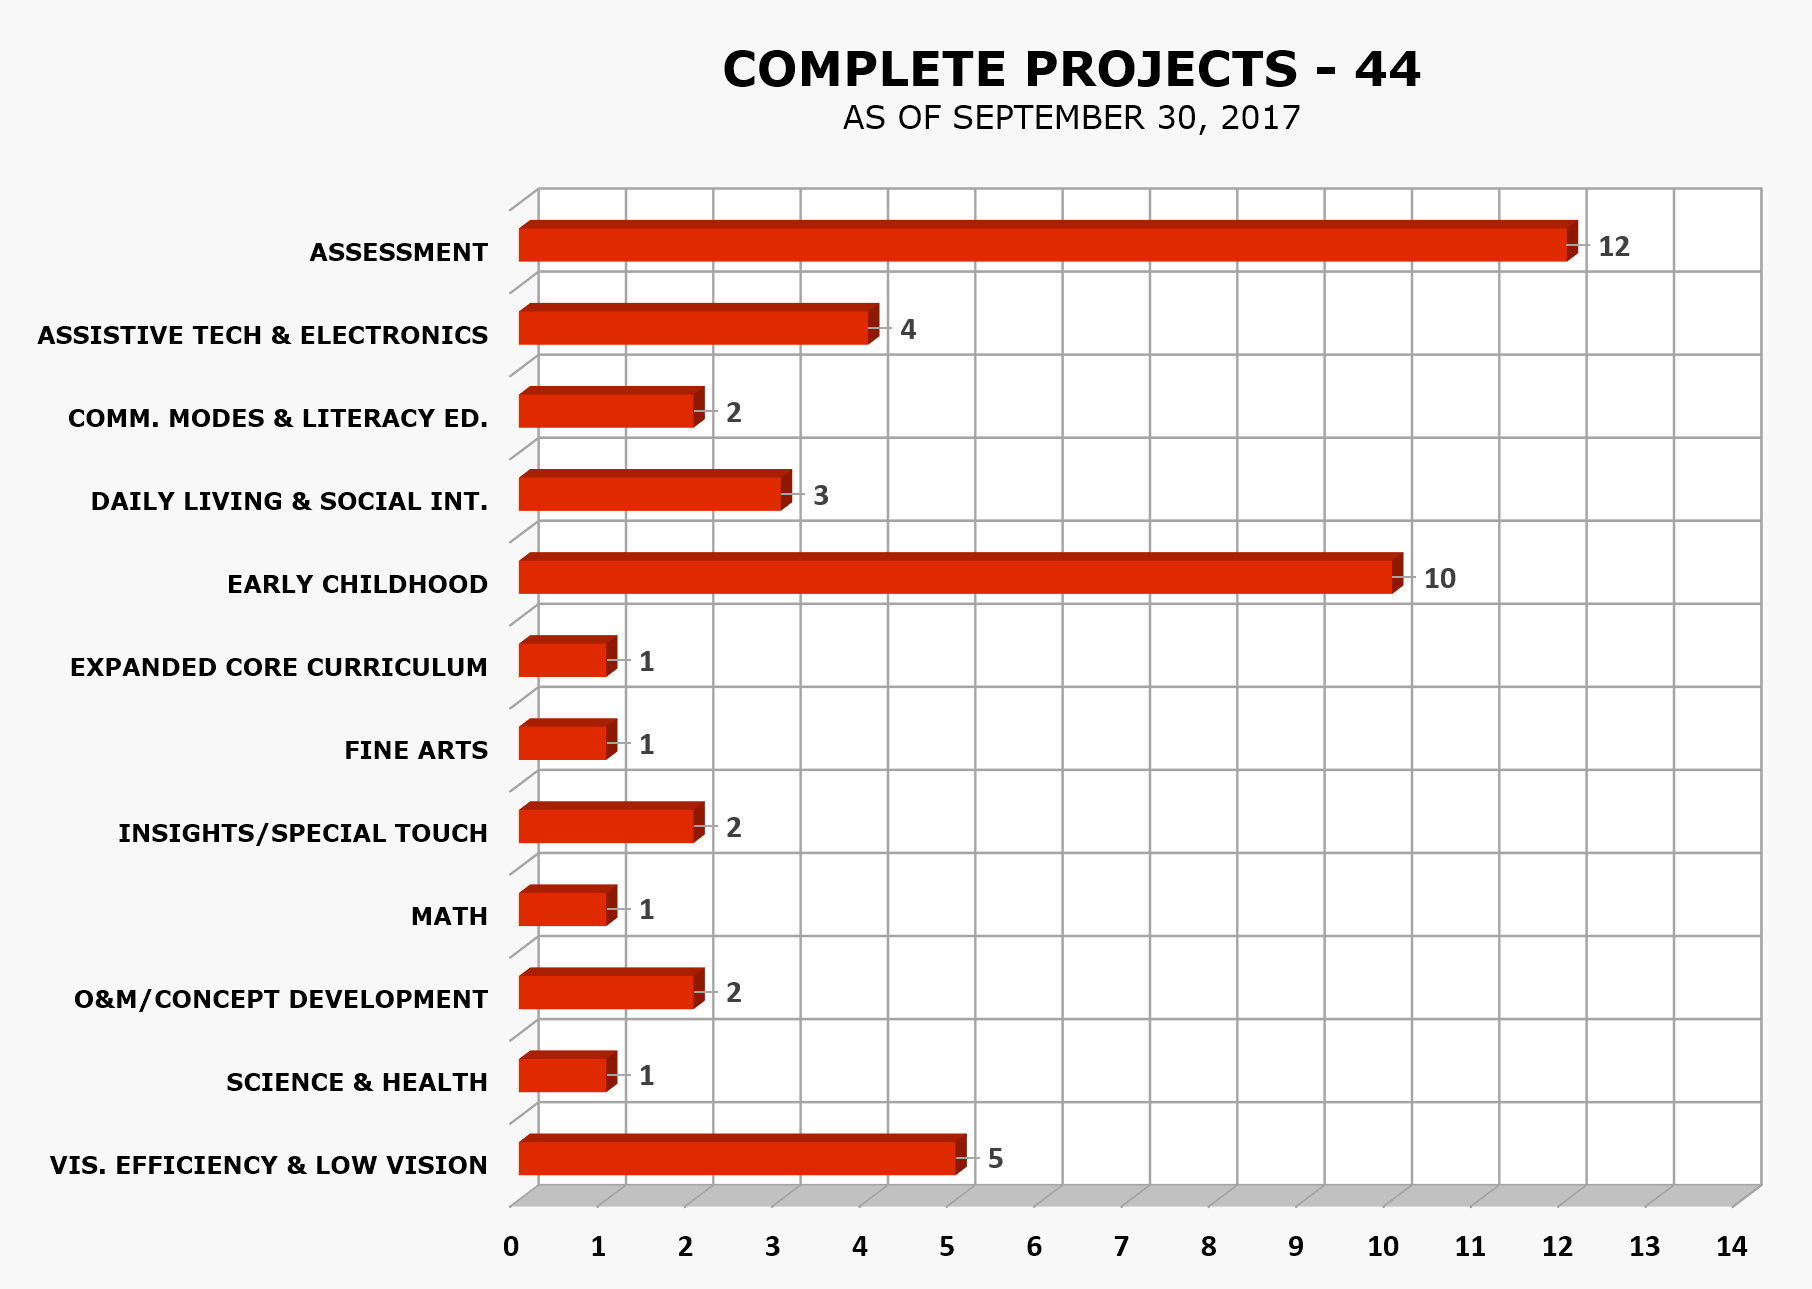 COMPLETE PROJECTS - 44
AS OF SEPTEMBER 30, 2017
ASSESSMENT 12
ASSISTIVE TECH & ELECTRONICS 4
COMM. MODES & LITERACY ED. 2
DAILY LIVING & SOCIAL INT. 3
EARLY CHILDHOOD 10
EXPANDED CORE CURRICULUM 1
FINE ARTS 1
INSIGHTS/SPECIAL TOUCH 2
MATH 1
O&M/CONCEPT DEVELOPMENT 2
SCIENCE & HEALTH 1
VIS. EFFICIENCY & LOW VISION 5
0 1 2 3 4 5 6 7 8 9 10 11 12 13 14